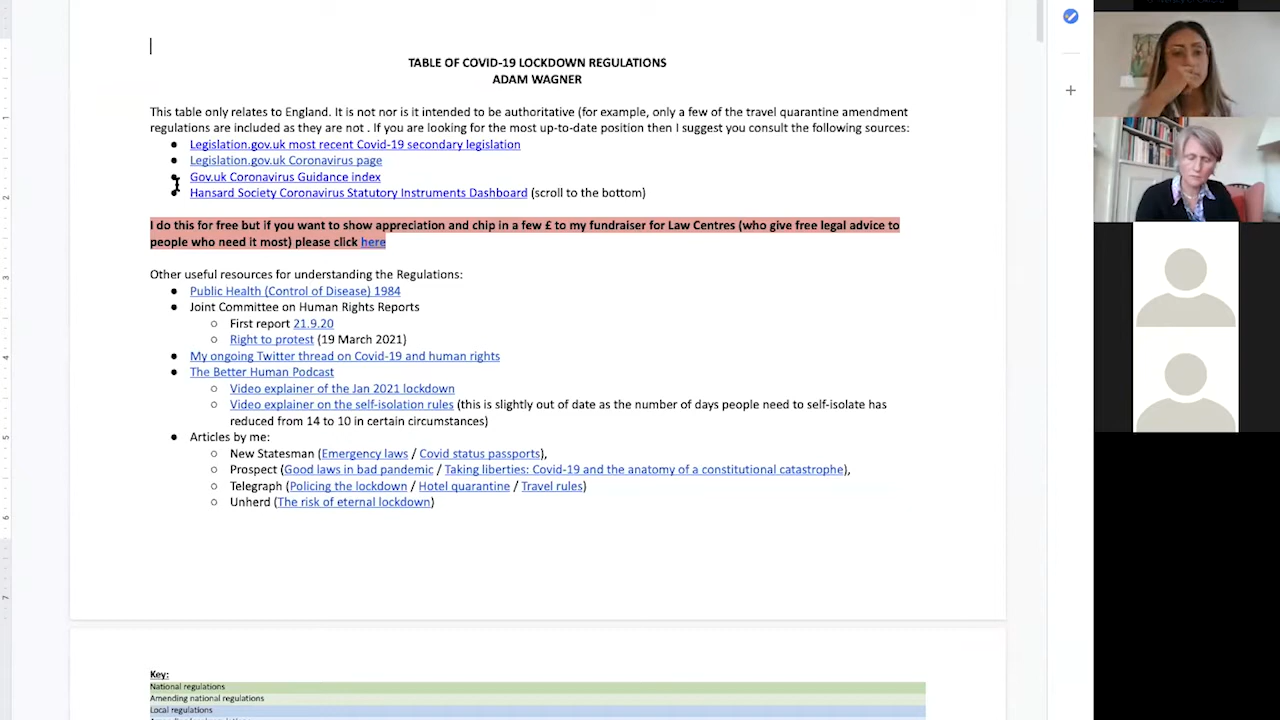 TABLE OF COVID-19 LOCKDOWN REGULATIONS
ADAM WAGNER
This table only relates to England. It is not nor is it intended to be authoritative (for example, only a few of the travel quarantine amendment
regulations are included as they are not . If you are looking for the most up-to-date position then I suggest you consult the following sources:
● Legislation.gov.uk most recent Covid-19 secondary legislation
● Legislation.gov.uk Coronavirus page
● Gov.uk Coronavirus Guidance index
● Hansard Society Coronavirus Statutory Instruments Dashboard (scroll to the bottom)
I do this for free but if you want to show appreciation and chip in a few £ to my fundraiser for Law Centres (who give free legal advice to
people who need it most) please click here
Other useful resources for understanding the Regulations:
● Public Health (Control of Disease) 1984
● Joint Committee on Human Rights Reports
○ First report 21.9.20
○ Right to protest (19 March 2021)
● My ongoing Twitter thread on Covid-19 and human rights
● The Better Human Podcast
○ Video explainer of the Jan 2021 lockdown
○ Video explainer on the self-isolation rules (this is slightly out of date as the number of days people need to self-isolate has
reduced from 14 to 10 in certain circumstances)
● Articles by me:
○ New Statesman (Emergency laws / Covid status passports),
○ Prospect (Good laws in bad pandemic / Taking liberties: Covid-19 and the anatomy of a constitutional catastrophe),
○ Telegraph (Policing the lockdown / Hotel quarantine / Travel rules)
○ Unherd (The risk of eternal lockdown)
Key:
National regulations
Amending national regulations
Local regulations
1
2
3
4
5
6
7